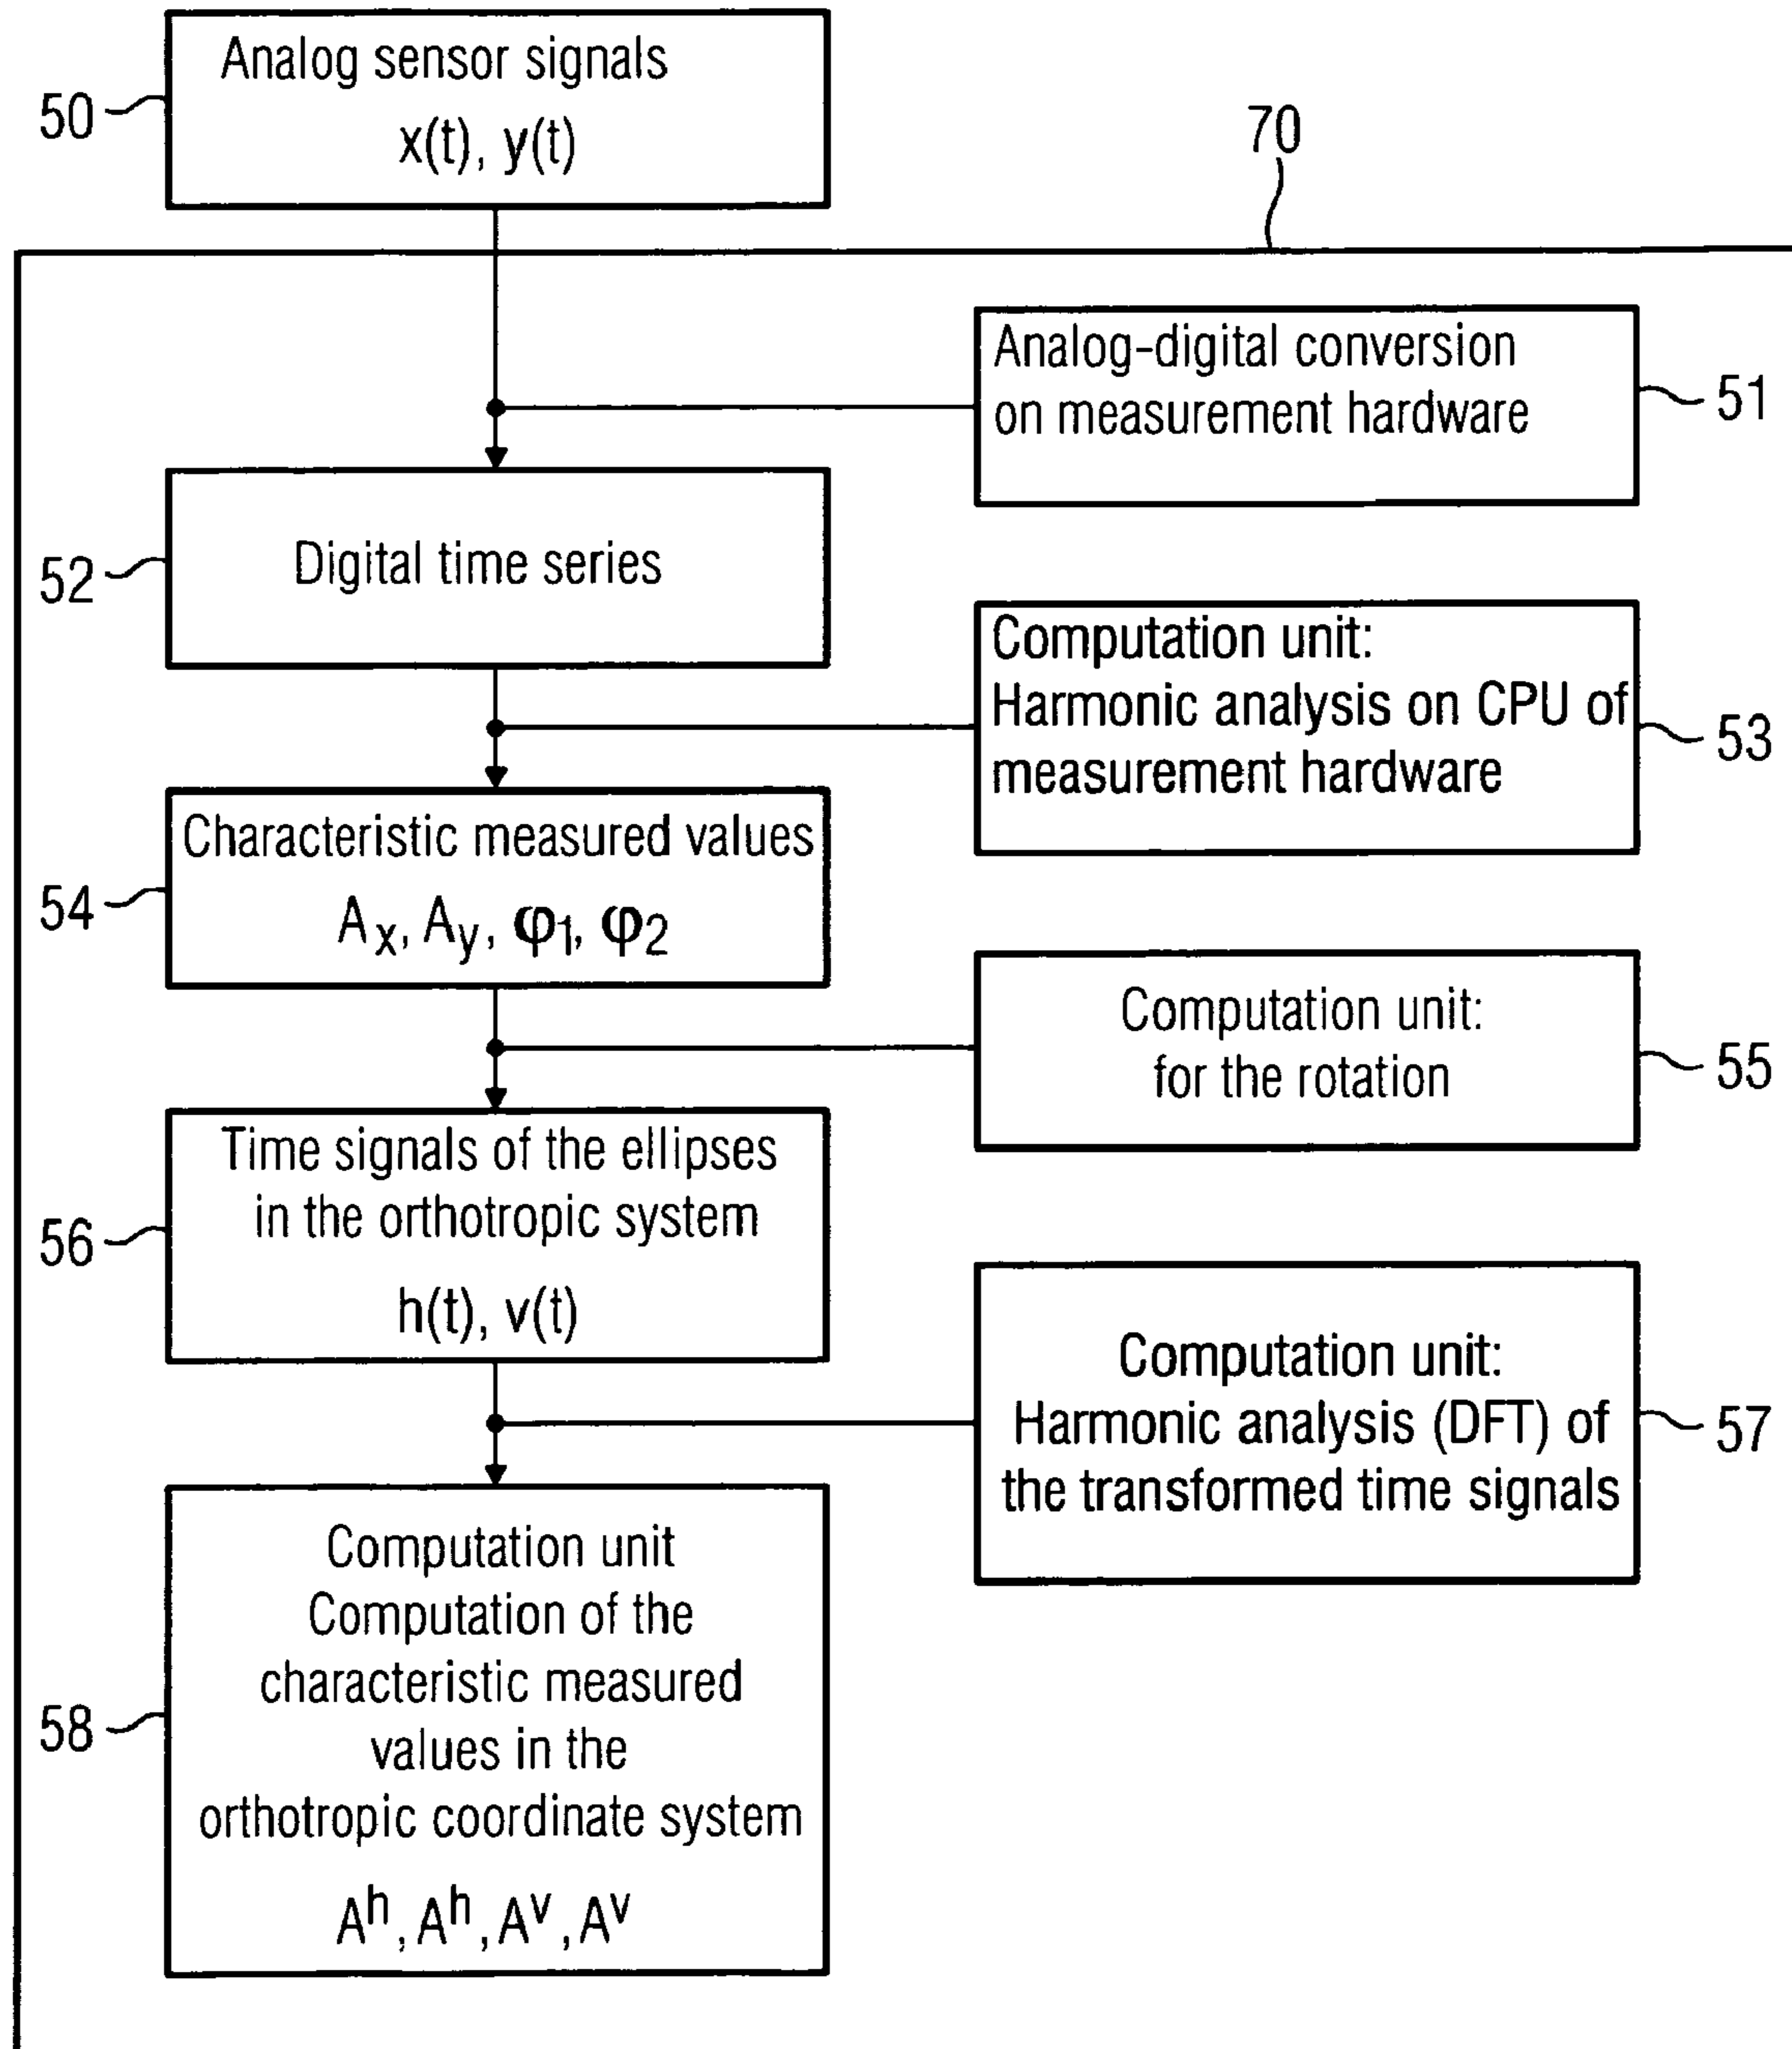 Analog sensor signals
x(t), y(t)
50
70
Analog-digital conversion
on measurement hardware
51
Digital time series
52
Computation unit:
Harmonic analysis on CPU of
measurement hardware
53
Characteristic measured values
Ax, Ay, φ1, φ2
54
Computation unit:
for the rotation
55
Time signals of the ellipses
in the orthotropic system
h(t), v(t)
56
Computation unit:
Harmonic analysis (DFT) of
the transformed time signals
57
Computation unit
Computation of the
characteristic measured
values in the
orthotropic coordinate system
Aʰ, Aʰ, Aᵛ, Aᵛ
58